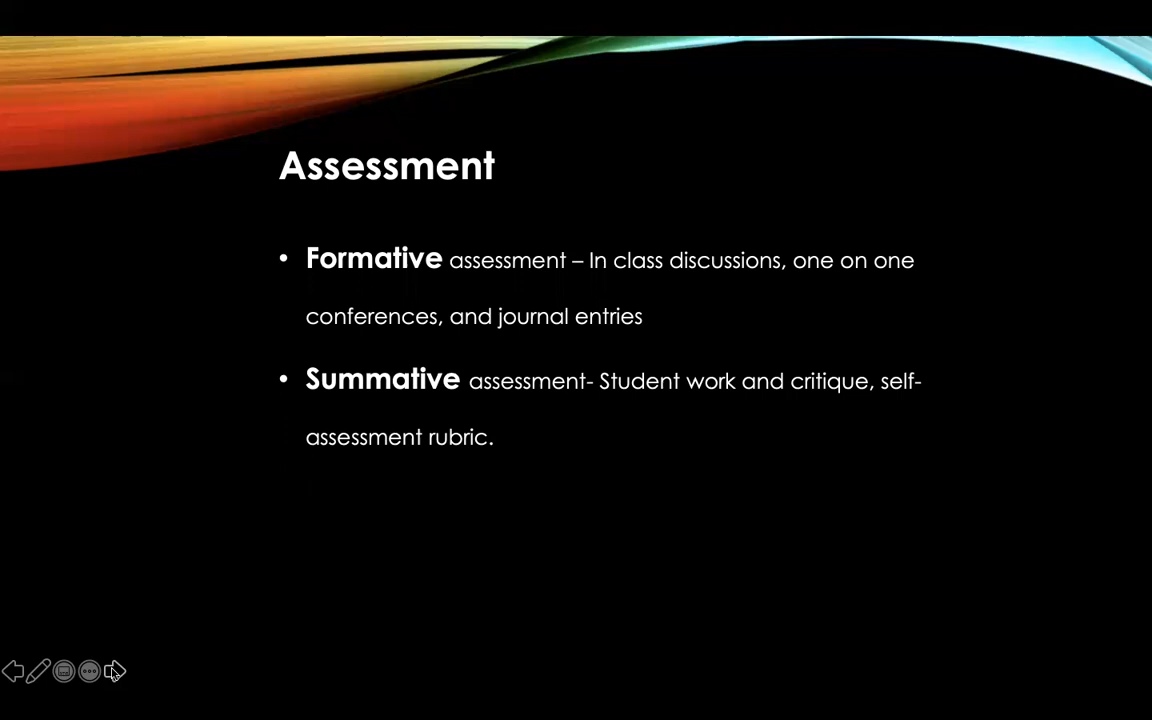 Assessment
• Formative assessment – In class discussions, one on one
conferences, and journal entries
• Summative assessment- Student work and critique, self-
assessment rubric.